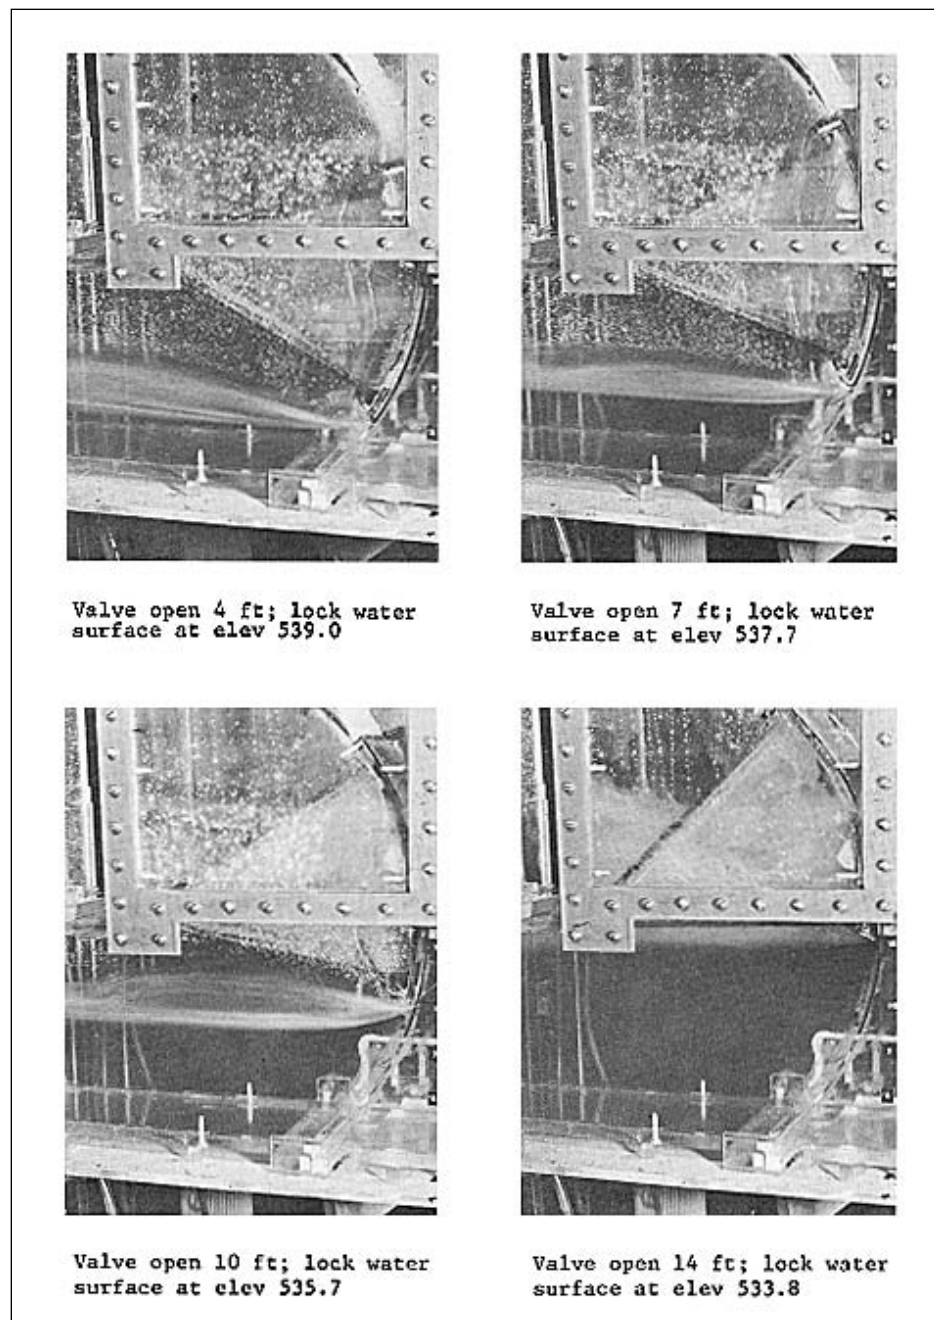 Valve open 4 ft; lock water
surface at elev 539.0
Valve open 7 ft; lock water
surface at elev 537.7
Valve open 10 ft; lock water
surface at elev 535.7
Valve open 14 ft; lock water
surface at elev 533.8